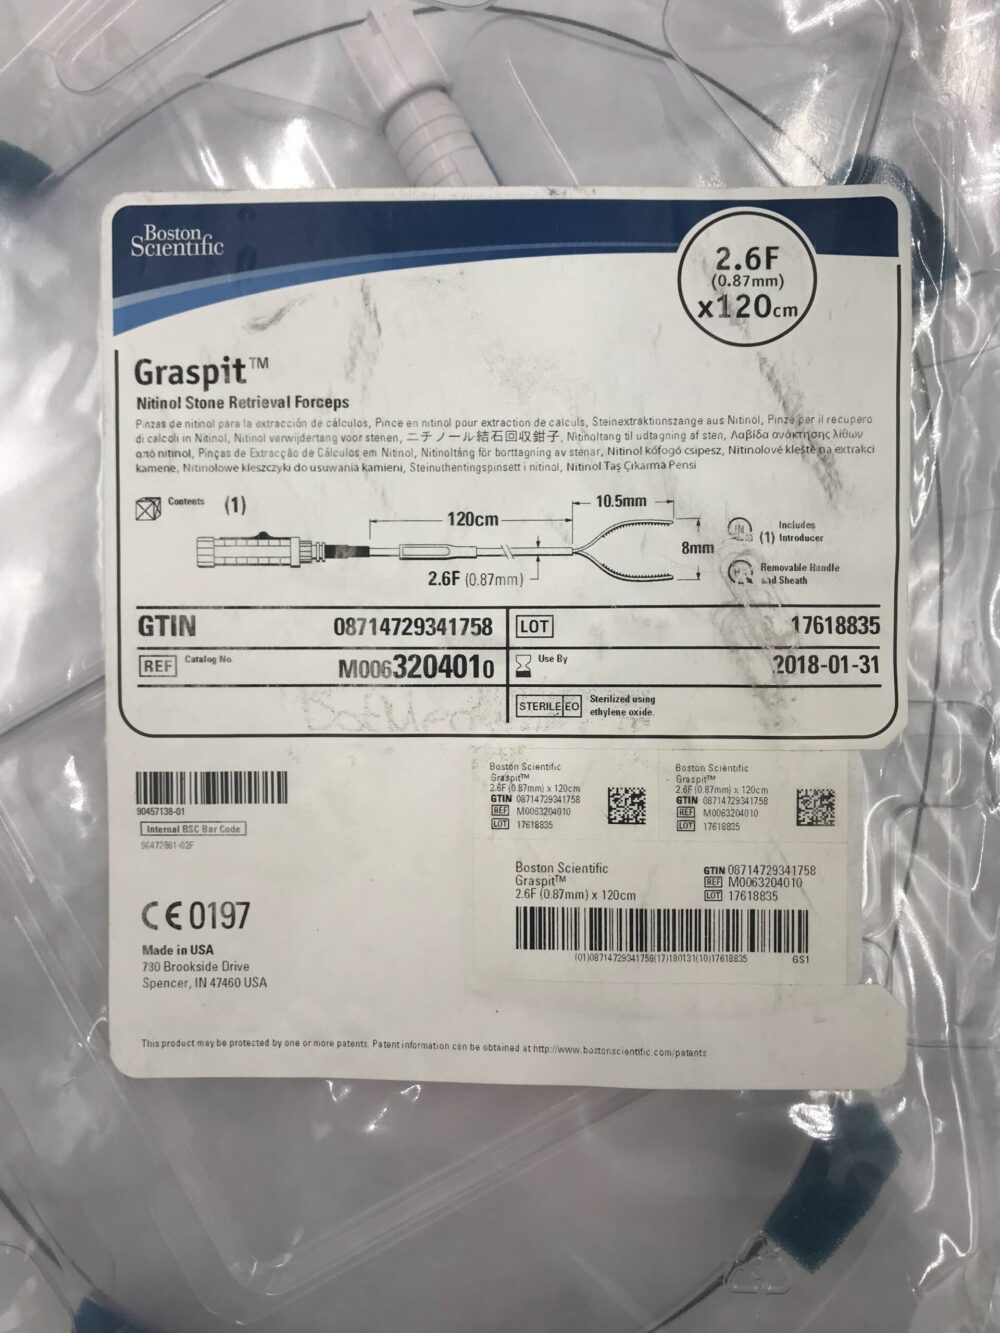 Boston
Scientific
2.6F
(0.87mm)
x120cm
Graspit™
Nitinol Stone Retrieval Forceps
Pinzas de nitinol para la extracción de cálculos, Pince en nitinol pour extraction de calculs, Steinextraktionszange aus Nitinol, Pinze per il recupero
di calcoli in Nitinol, Nitinol verwijdertang voor stenen, ニチノール結石回収鉗子, Nitinoltang til udtagning af sten, Λαβίδα ανάκτησης λίθων
από nitinol, Pinças de Extracção de Cálculos em Nitinol, Nitinoltång för borttagning av stenar, Nitinol kőfogó csipesz, Nitinolové kleště na extrakci
kamene, Nitinolowe kleszczyki do usuwania kamieni, Steinuthentingspinsett i nitinol, Nitinol Taş Çıkarma Pensi
Contents (1)
120cm
10.5mm
8mm
2.6F (0.87mm)
IN
(1)
Includes
Introducer
Removable Handle
and Sheath
GTIN 08714729341758
LOT 17618835
REF Catalog No. M0063204010
Use By 2018-01-31
STERILE EO Sterilized using
ethylene oxide.
90457138-01
Internal BSC Bar Code
90472861-02F
Boston Scientific
Graspit™
2.6F (0.87mm) x 120cm
GTIN 08714729341758
REF M0063204010
LOT 17618835
Boston Scientific
Graspit™
2.6F (0.87mm) x 120cm
GTIN 08714729341758
REF M0063204010
LOT 17618835
Boston Scientific
Graspit™
2.6F (0.87mm) x 120cm
GTIN 08714729341758
REF M0063204010
LOT 17618835
(01)08714729341758(17)180131(10)17618835
GS1
CE 0197
Made in USA
780 Brookside Drive
Spencer, IN 47460 USA
This product may be protected by one or more patents. Patent information can be obtained at http://www.bostonscientific.com/patents